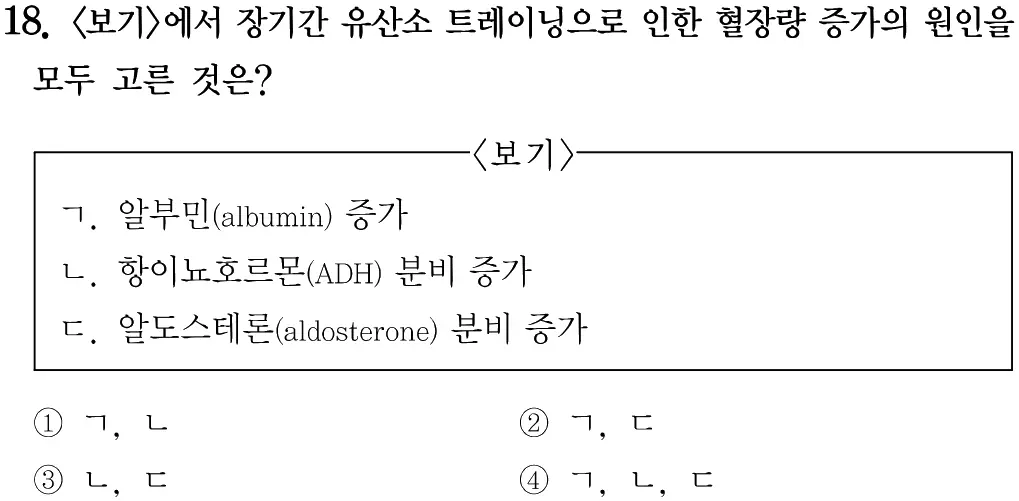 18. 〈보기〉에서 장기간 유산소 트레이닝으로 인한 혈장량 증가의 원인을
모두 고른 것은?
〈보기〉
ㄱ. 알부민(albumin) 증가
ㄴ. 항이뇨호르몬(ADH) 분비 증가
ㄷ. 알도스테론(aldosterone) 분비 증가
① ㄱ, ㄴ ② ㄱ, ㄷ
③ ㄴ, ㄷ ④ ㄱ, ㄴ, ㄷ